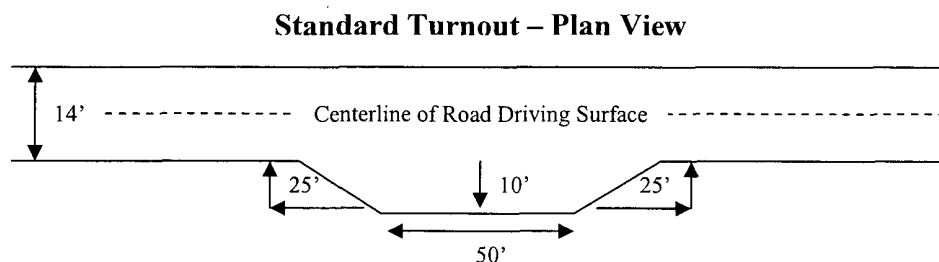 Standard Turnout – Plan View
14’ Centerline of Road Driving Surface
25’ 10’ 25’
50’